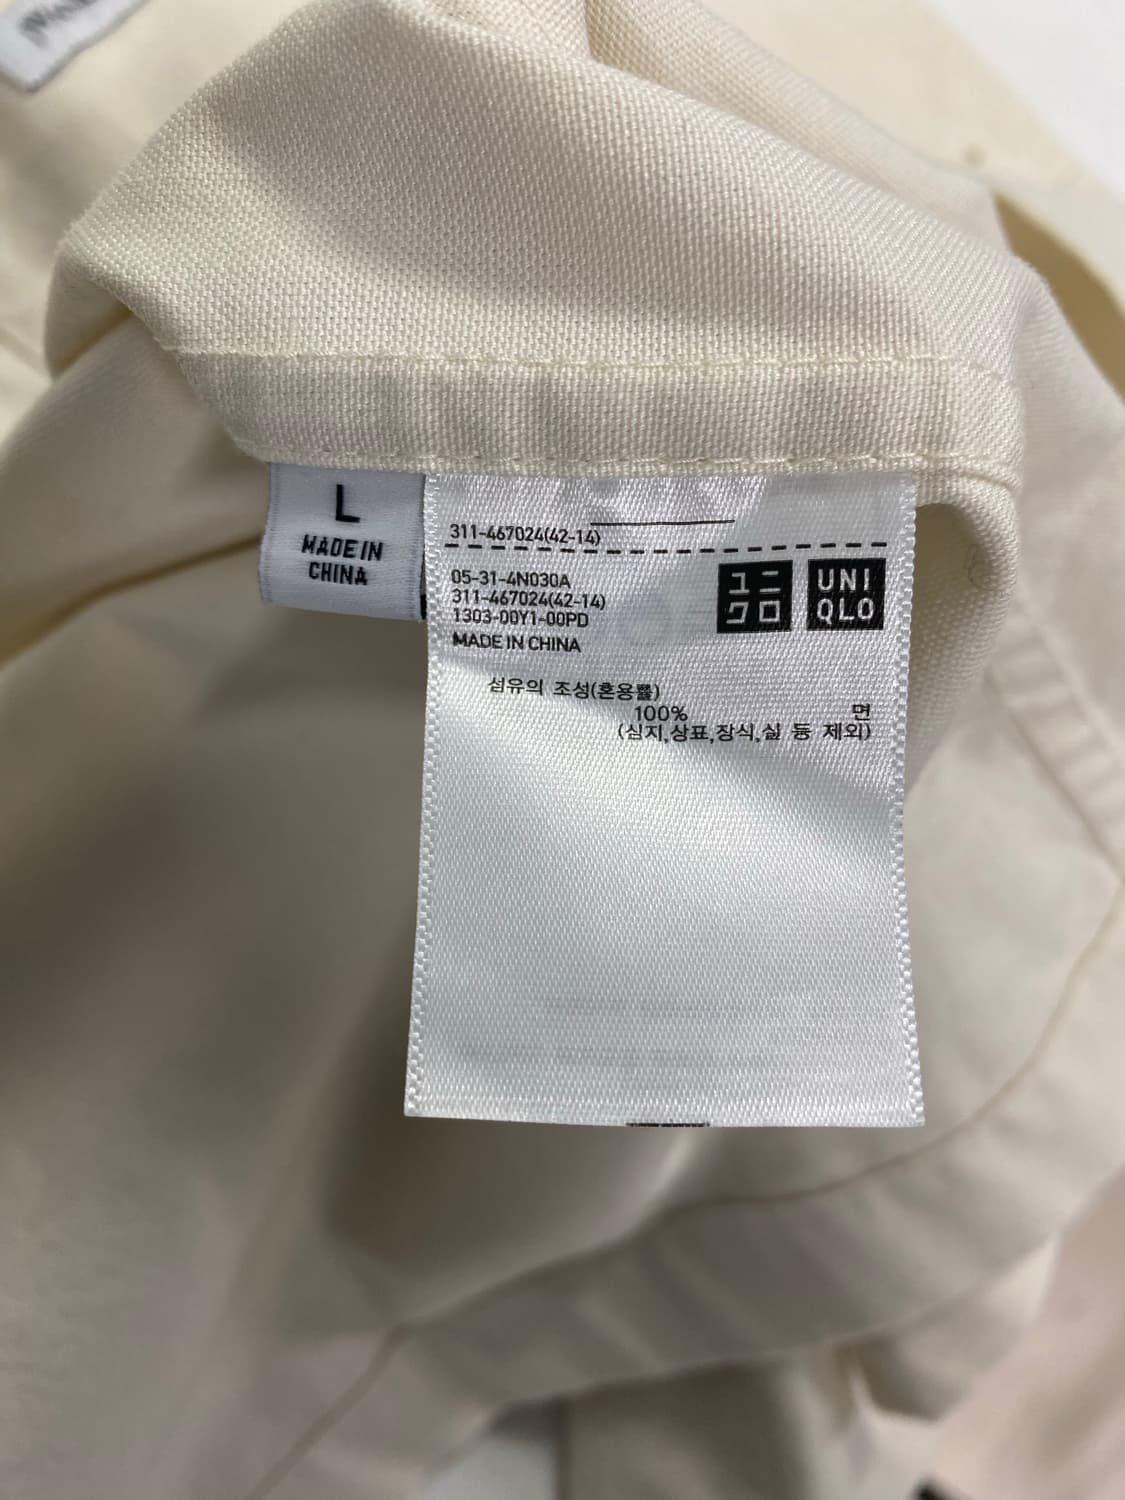 L
MADE IN
CHINA
311-467024(42-14)
05-31-4N030A
311-467024(42-14)
1303-00Y1-00PD
MADE IN CHINA
ユニ
クロ
UNI
QLO
섬유의 조성(혼용률)
100% 면
(심지,상표,장식,실 등 제외)